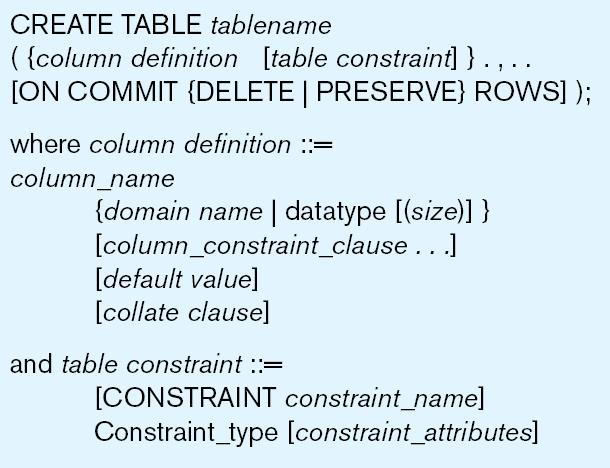 CREATE TABLE tablename
( {column definition [table constraint] } . , . .
[ON COMMIT {DELETE | PRESERVE} ROWS] );
where column definition ::=
column_name
{domain name | datatype [(size)] }
[column_constraint_clause . . .]
[default value]
[collate clause]
and table constraint ::=
[CONSTRAINT constraint_name]
Constraint_type [constraint_attributes]